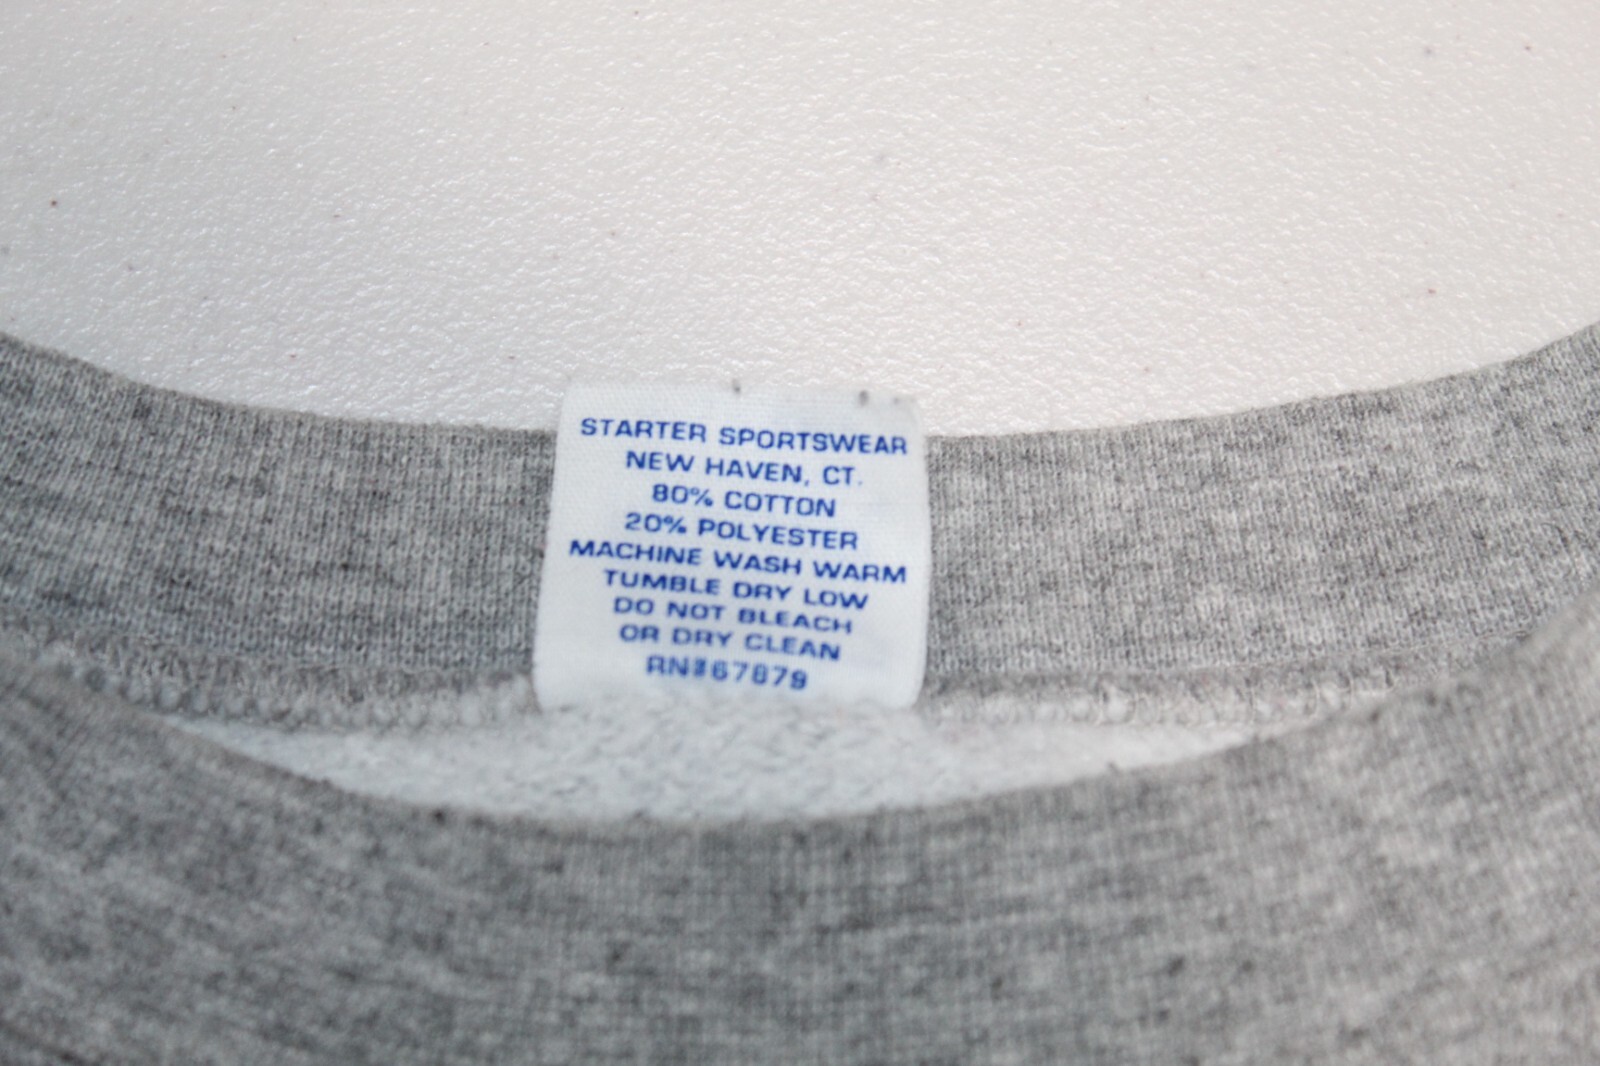 STARTER SPORTSWEAR
NEW HAVEN, CT.
80% COTTON
20% POLYESTER
MACHINE WASH WARM
TUMBLE DRY LOW
DO NOT BLEACH
OR DRY CLEAN
RN#67879